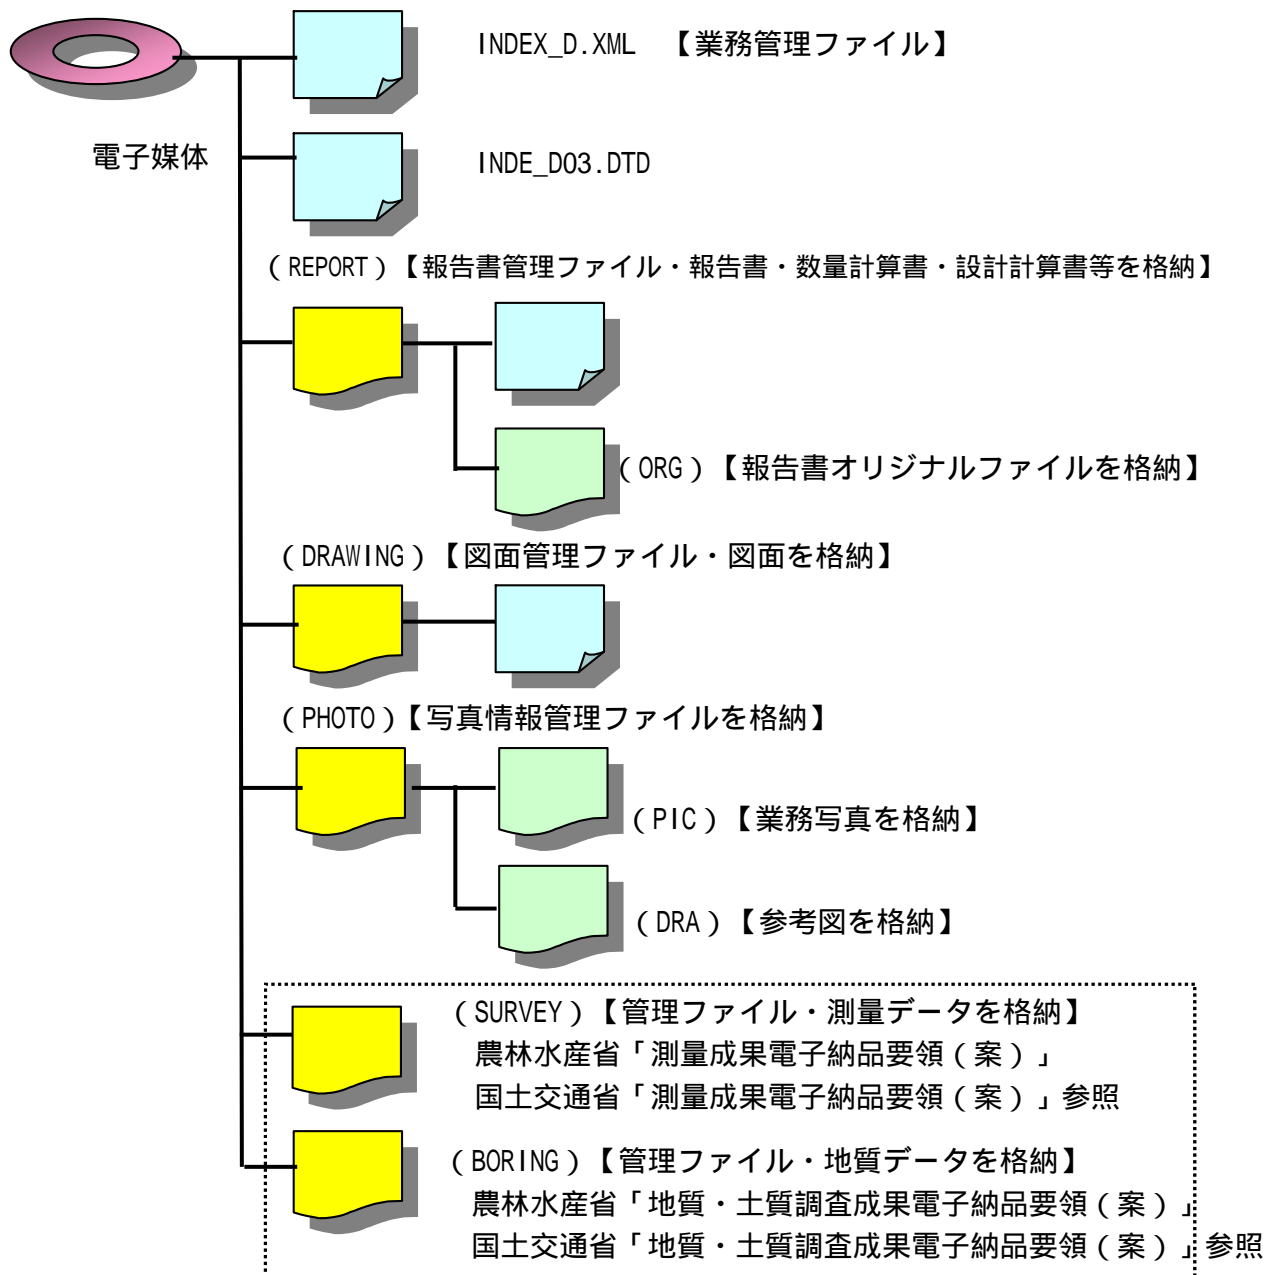 INDEX_D.XML 【業務管理ファイル】
電子媒体
INDE_D03.DTD
(REPORT)【報告書管理ファイル・報告書・数量計算書・設計計算書等を格納】
(ORG)【報告書オリジナルファイルを格納】
(DRAWING)【図面管理ファイル・図面を格納】
(PHOTO)【写真情報管理ファイルを格納】
(PIC)【業務写真を格納】
(DRA)【参考図を格納】
(SURVEY)【管理ファイル・測量データを格納】
農林水産省「測量成果電子納品要領(案)」
国土交通省「測量成果電子納品要領(案)」参照
(BORING)【管理ファイル・地質データを格納】
農林水産省「地質・土質調査成果電子納品要領(案)」
国土交通省「地質・土質調査成果電子納品要領(案)」参照